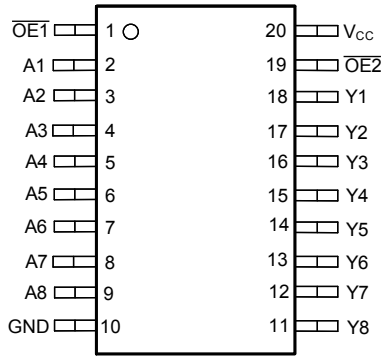 O̅E̅1̅ 1 20 VCC
A1 2 19 O̅E̅2̅
A2 3 18 Y1
A3 4 17 Y2
A4 5 16 Y3
A5 6 15 Y4
A6 7 14 Y5
A7 8 13 Y6
A8 9 12 Y7
GND 10 11 Y8